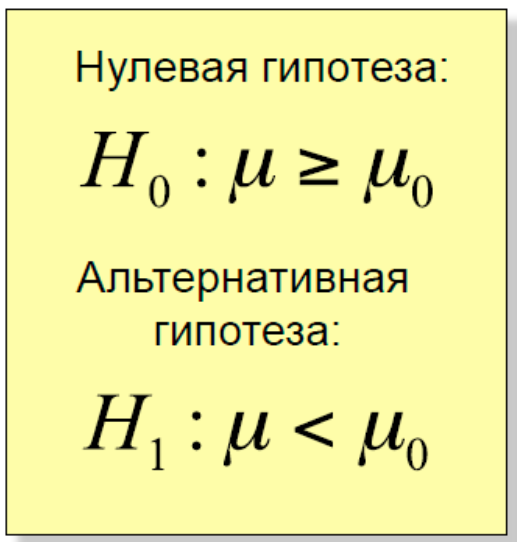 Нулевая гипотеза:
H₀ : μ ≥ μ₀
Альтернативная
гипотеза:
H₁ : μ < μ₀